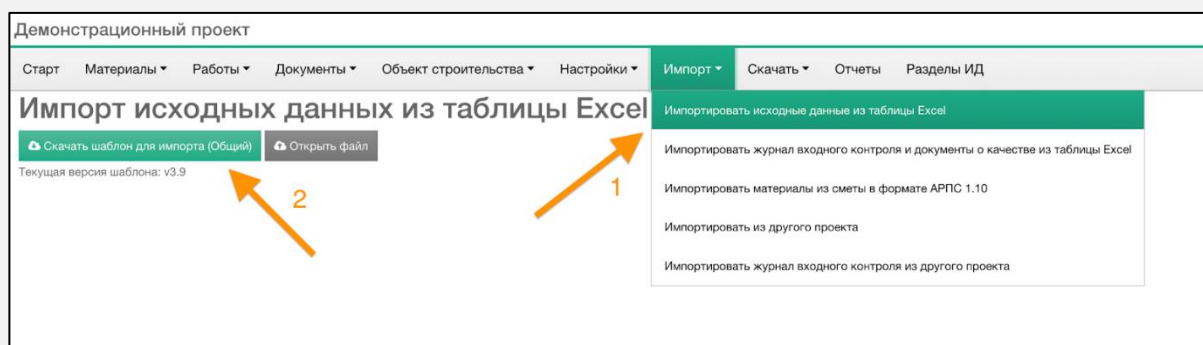 Демонстрационный проект
Старт Материалы Работы Документы Объект строительства Настройки Импорт Скачать Отчеты Разделы ИД
Импорт исходных данных из таблицы Excel
Импортировать исходные данные из таблицы Excel
Скачать шаблон для импорта (Общий) Открыть файл
Импортировать журнал входного контроля и документы о качестве из таблицы Excel
Текущая версия шаблона: v3.9
1
Импортировать материалы из сметы в формате АРПС 1.10
2
Импортировать из другого проекта
Импортировать журнал входного контроля из другого проекта